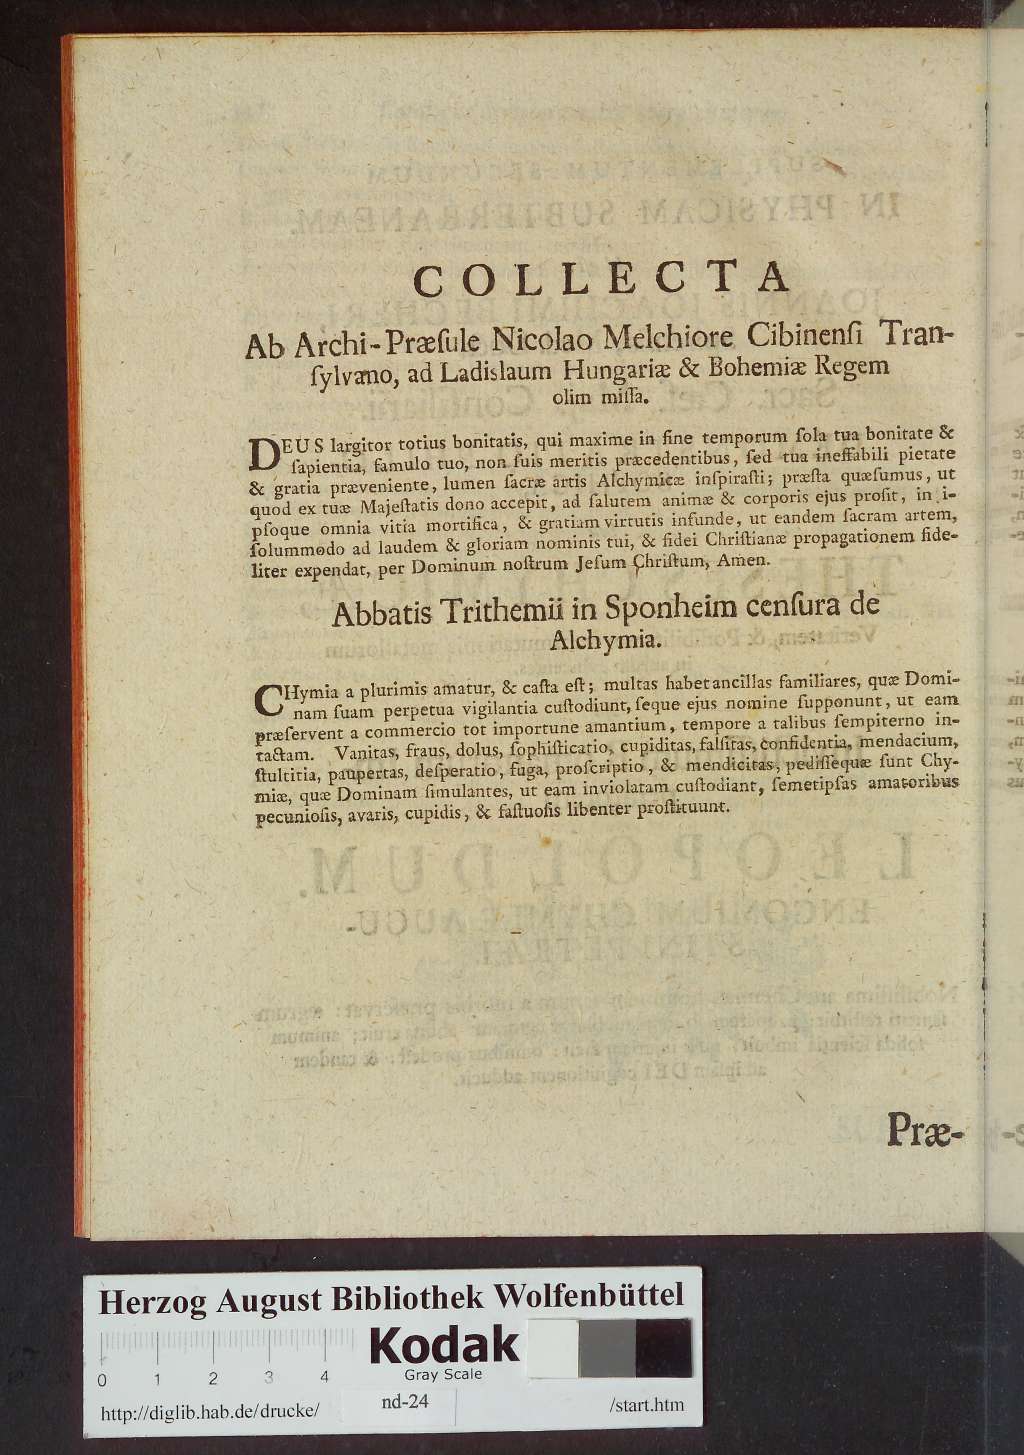 COLLECTA
Ab Archi-Præſule Nicolao Melchiore Cibinenſi Tran-
ſylvano, ad Ladislaum Hungariæ & Bohemiæ Regem
olim miſſa.
DEUS largitor totius bonitatis, qui maxime in fine temporum ſola tua bonitate &
ſapientia, famulo tuo, non ſuis meritis præcedentibus, ſed tua ineffabili pietate
& gratia præveniente, lumen ſacræ artis Alchymicæ inſpiraſti; præſta quæſumus, ut
quod ex tuæ Majeſtatis dono accepit, ad ſalutem animæ & corporis ejus proſit, in i-
pſoque omnia vitia mortifica, & gratiam virtutis infunde, ut eandem ſacram artem,
ſolummodo ad laudem & gloriam nominis tui, & fidei Chriſtianæ propagationem fide-
liter expendat, per Dominum noſtrum Jeſum Chriſtum, Amen.
Abbatis Trithemii in Sponheim cenſura de
Alchymia.
CHymia a plurimis amatur, & caſta eſt; multas habet ancillas familiares, quæ Domi-
nam ſuam perpetua vigilantia cuſtodiunt, ſeque ejus nomine ſupponunt, ut eam
præſervent a commercio tot importune amantium, tempore a talibus ſempiterno in-
tactam. Vanitas, fraus, dolus, ſophiſticatio, cupiditas, falſitas, confidentia, mendacium,
ſtultitia, paupertas, deſperatio, fuga, proſcriptio, & mendicitas, pediſſequæ ſunt Chy-
miæ, quæ Dominam ſimulantes, ut eam inviolatam cuſtodiant, ſemetipſas amatoribus
pecunioſis, avaris, cupidis, & faſtuoſis libenter proſtituunt.
Præ-
Herzog August Bibliothek Wolfenbüttel
Kodak
Gray Scale
0 1 2 3 4
http://diglib.hab.de/drucke/ nd-24 /start.htm